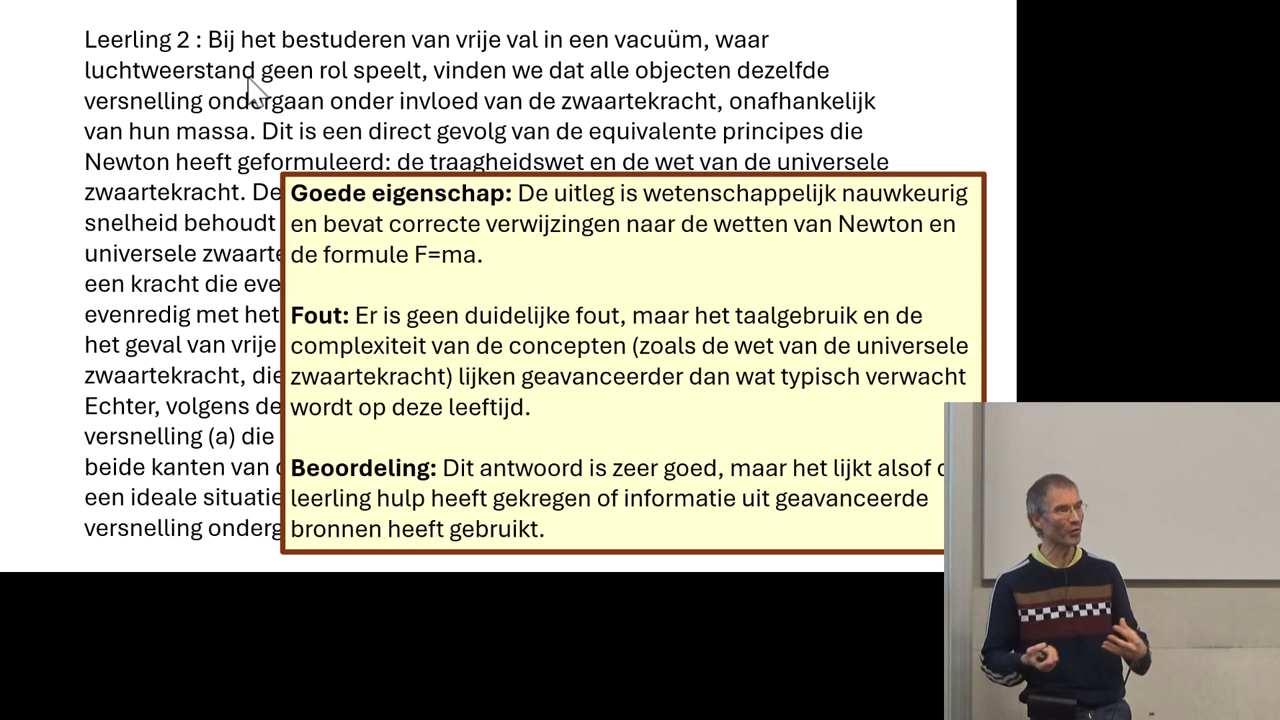 Leerling 2 : Bij het bestuderen van vrije val in een vacuüm, waar
luchtweerstand geen rol speelt, vinden we dat alle objecten dezelfde
versnelling ondergaan onder invloed van de zwaartekracht, onafhankelijk
van hun massa. Dit is een direct gevolg van de equivalente principes die
Newton heeft geformuleerd: de traagheidswet en de wet van de universele
zwaartekracht. De
snelheid behoudt
universele
een kracht die
evenredig met het
het geval van vrije
zwaartekracht, die
Echter, volgens de
versnelling (a) die
beide kanten van
een ideale situatie
versnelling
Goede eigenschap: De uitleg is wetenschappelijk nauwkeurig
en bevat correcte verwijzingen naar de wetten van Newton en
de formule F=ma.
Fout: Er is geen duidelijke fout, maar het taalgebruik en de
complexiteit van de concepten (zoals de wet van de universele
zwaartekracht) lijken geavanceerder dan wat typisch verwacht
wordt op deze leeftijd.
Beoordeling: Dit antwoord is zeer goed, maar het lijkt alsof
leerling hulp heeft gekregen of informatie uit geavanceerde
bronnen heeft gebruikt.